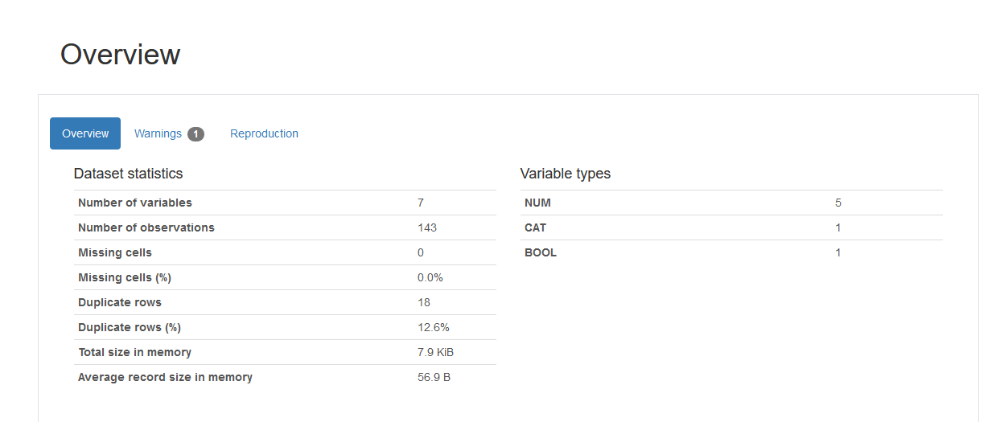 Overview
Overview Warnings 1 Reproduction
Dataset statistics
Number of variables 7
Number of observations 143
Missing cells 0
Missing cells (%) 0.0%
Duplicate rows 18
Duplicate rows (%) 12.6%
Total size in memory 7.9 KiB
Average record size in memory 56.9 B
Variable types
NUM 5
CAT 1
BOOL 1